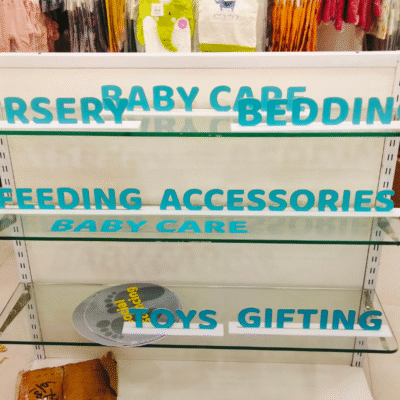 BABY CARE
RSERY BEDDIN
FEEDING ACCESSORIES
BABY CARE
TOYS GIFTING